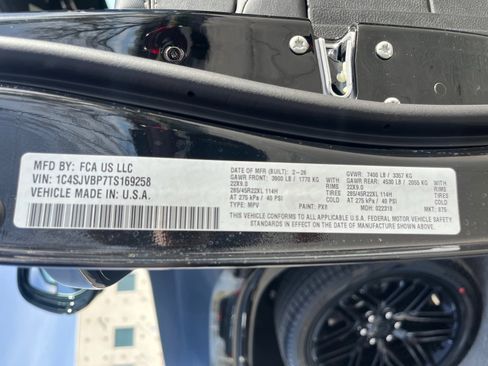 MFD BY: FCA US LLC
VIN: 1C4SJVBP7TS169258
VEHICLE MADE IN: U.S.A.
DATE OF MFR (BUILT): 2-26 GVWR: 7400 LB / 3357 KG
GAWR FRONT: 3900 LB / 1770 KG WITH GAWR REAR: 4530 LB / 2055 KG WITH
22X9.0 RIMS 22X9.0 RIMS
285/45R22XL 114H TIRES 285/45R22XL 114H TIRES
AT 275 kPa / 40 PSI COLD AT 275 kPa / 40 PSI COLD
TYPE: MPV PAINT: PX8 MDH: 022318 MKT: 875
THIS VEHICLE CONFORMS TO ALL APPLICABLE U.S.A. FEDERAL MOTOR VEHICLE SAFETY
STANDARDS IN EFFECT ON THE DATE OF MANUFACTURE SHOWN ABOVE.